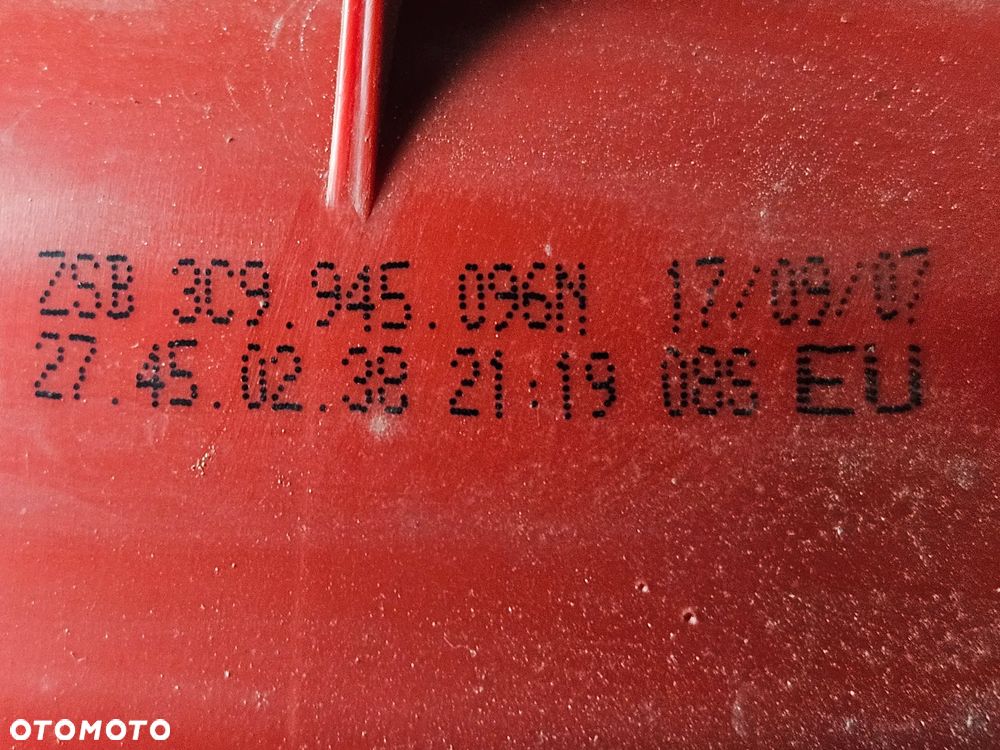 ZSB 3C9.945.096M 17/09/07
27.45.02.38 21:19 086 EU
OTOMOTO